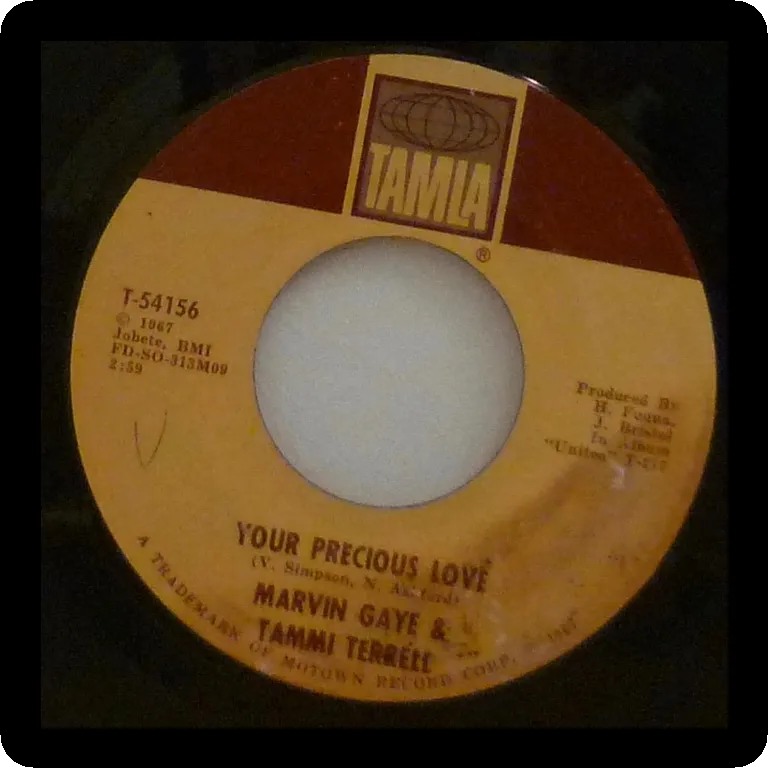 TAMLA
®
T-54156
© 1967
Jobete, BMI
FD-SO-313M09
2:59
Produced By
H. Fuqua,
J. Bristol
In Album
"United" T-277
YOUR PRECIOUS LOVE
(V. Simpson, N. Ashford)
MARVIN GAYE &
TAMMI TERRELL
A TRADEMARK OF MOTOWN RECORD CORP.
V